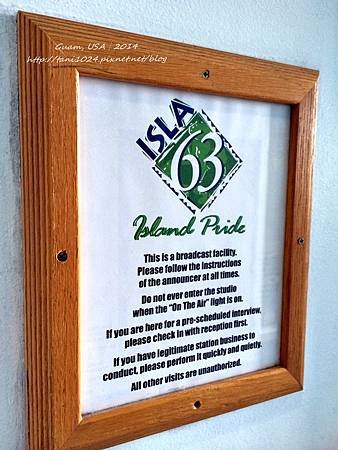 Guam, USA | 2014
http://tani1024.pixnet.net/blog
ISLA
63
Island Pride
This is a broadcast facility.
Please follow the instructions
of the announcer at all times.
Do not ever enter the studio
when the "On The Air" light is on.
If you are here for a pre-scheduled interview,
please check in with reception first.
If you have legitimate station business to
conduct, please perform it quickly and quietly.
All other visits are unauthorized.